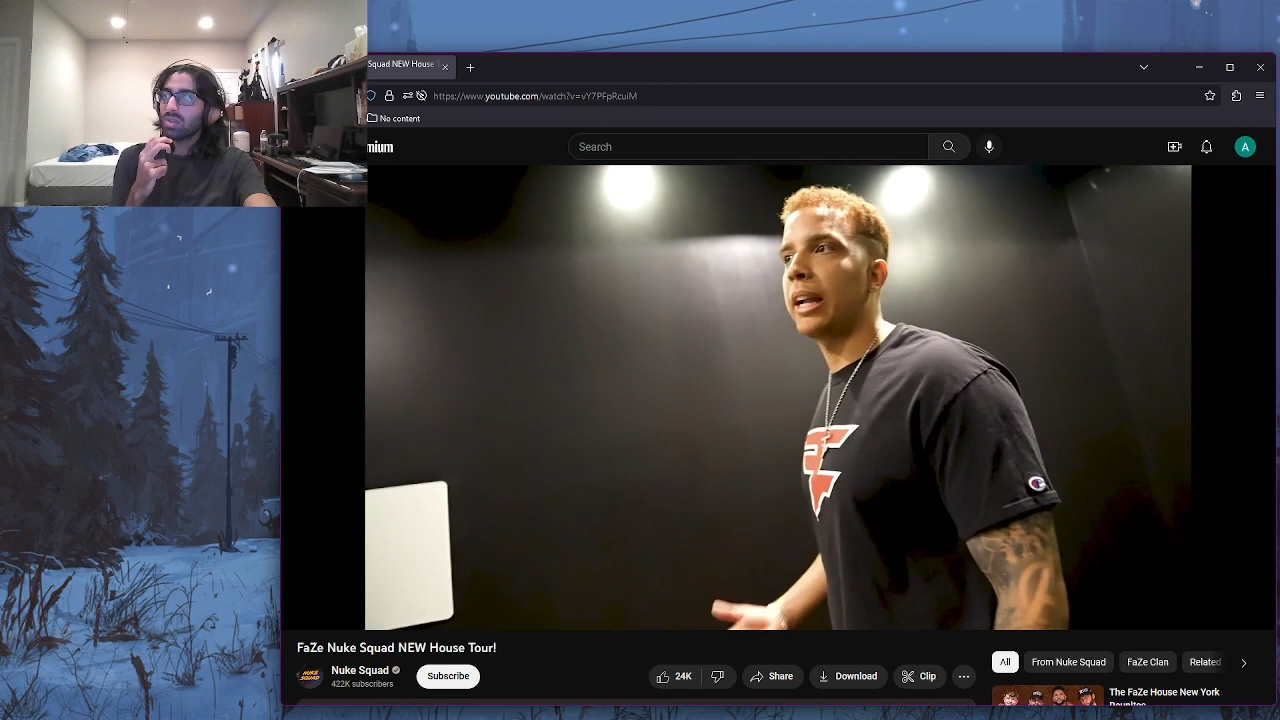 Squad NEW House
https://www.youtube.com/watch?v=vY7PFpRcuiM
No content
mium
Search
A
FaZe Nuke Squad NEW House Tour!
NUKE SQUAD
Nuke Squad
422K subscribers
Subscribe
24K
Share
Download
Clip
All
From Nuke Squad
FaZe Clan
Related
The FaZe House New York